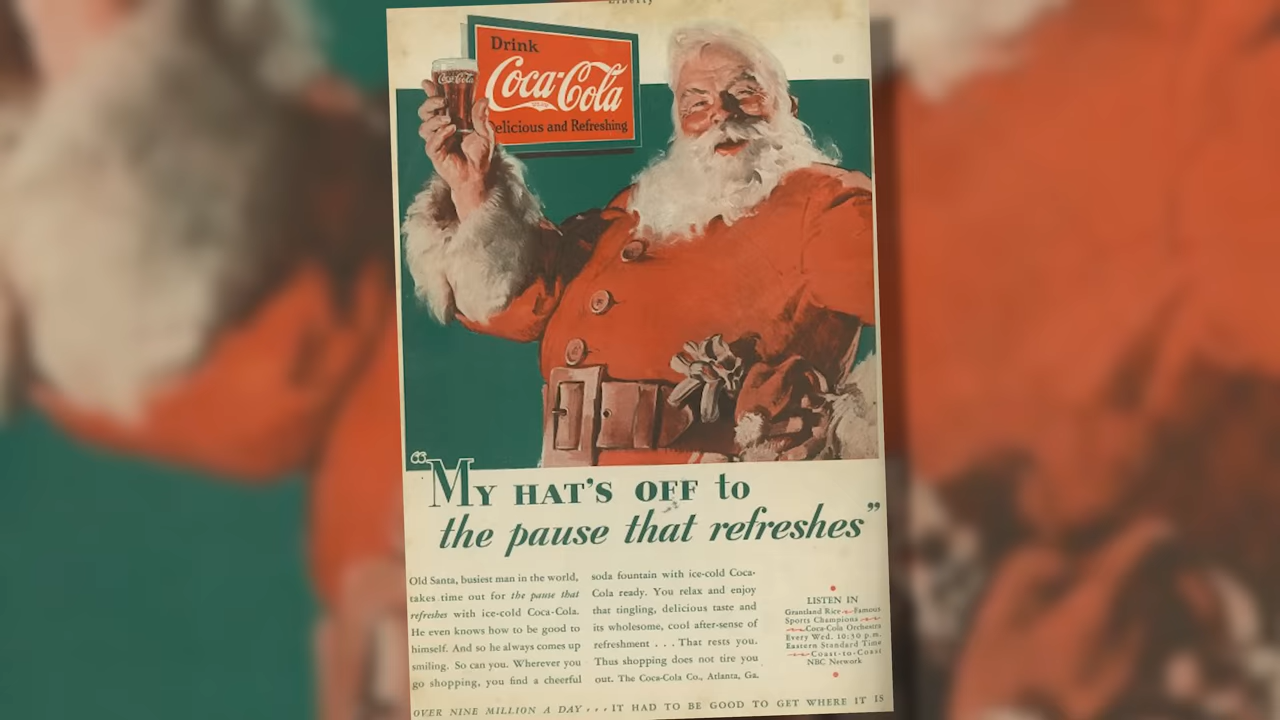 Liberty
Drink
Coca-Cola
Coca-Cola
Delicious and Refreshing
“My HAT'S OFF to
the pause that refreshes”
Old Santa, busiest man in the world,
takes time out for the pause that
refreshes with ice-cold Coca-Cola.
He even knows how to be good to
himself. And so he always comes up
smiling. So can you. Wherever you
go shopping, you find a cheerful
soda fountain with ice-cold Coca-
Cola ready. You relax and enjoy
that tingling, delicious taste and
its wholesome, cool after-sense of
refreshment . . . That rests you.
Thus shopping does not tire you
out. The Coca-Cola Co., Atlanta, Ga.
LISTEN IN
Grantland Rice Famous
Sports Champions
Coca-Cola Orchestra
Every Wed. 10:30 p.m.
Eastern Standard Time
Coast-to-Coast
NBC Network
OVER NINE MILLION A DAY . . . IT HAD TO BE GOOD TO GET WHERE IT IS